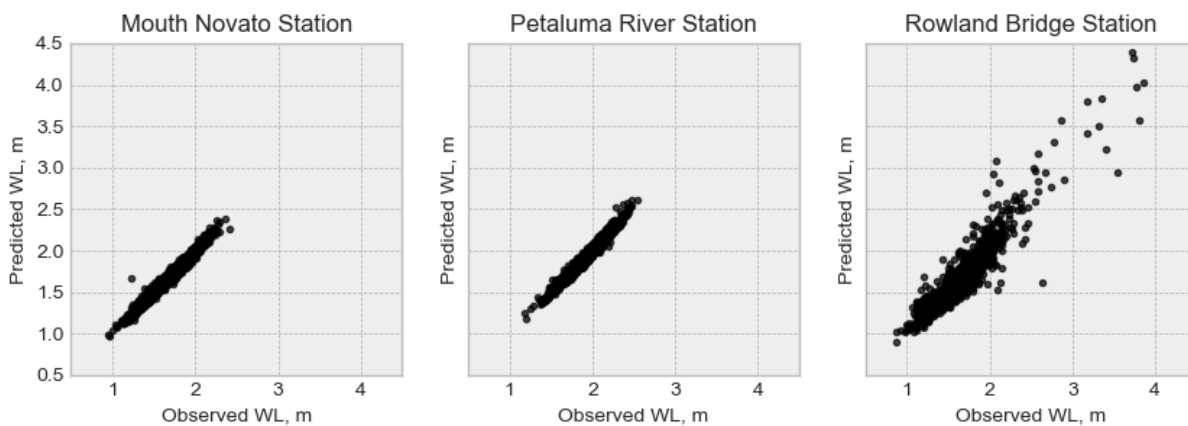 Mouth Novato Station
Petaluma River Station
Rowland Bridge Station
Predicted WL, m
4.5
4.0
3.5
3.0
2.5
2.0
1.5
1.0
0.5
1 2 3 4
Observed WL, m
Predicted WL, m
1 2 3 4
Observed WL, m
Predicted WL, m
1 2 3 4
Observed WL, m